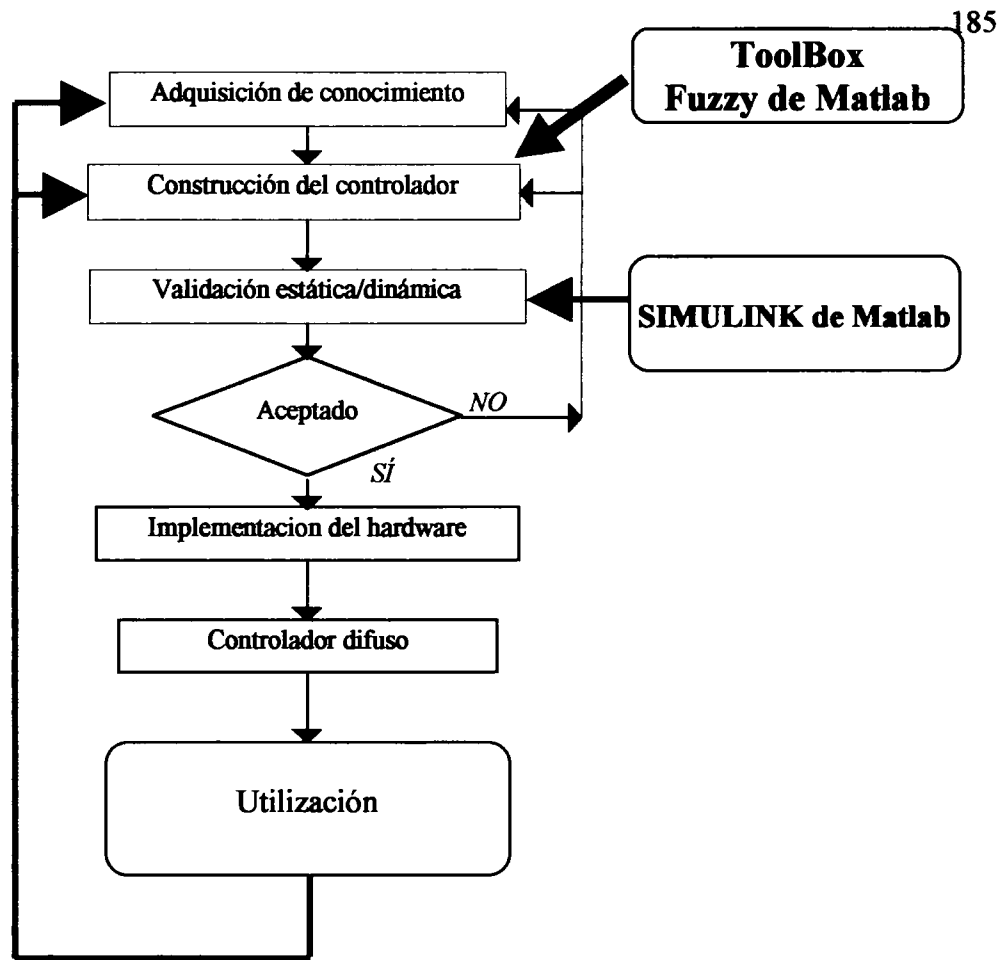 185
ToolBox
Fuzzy de Matlab
Adquisición de conocimiento
Construcción del controlador
Validación estática/dinámica
SIMULINK de Matlab
Aceptado
NO
SÍ
Implementacion del hardware
Controlador difuso
Utilización